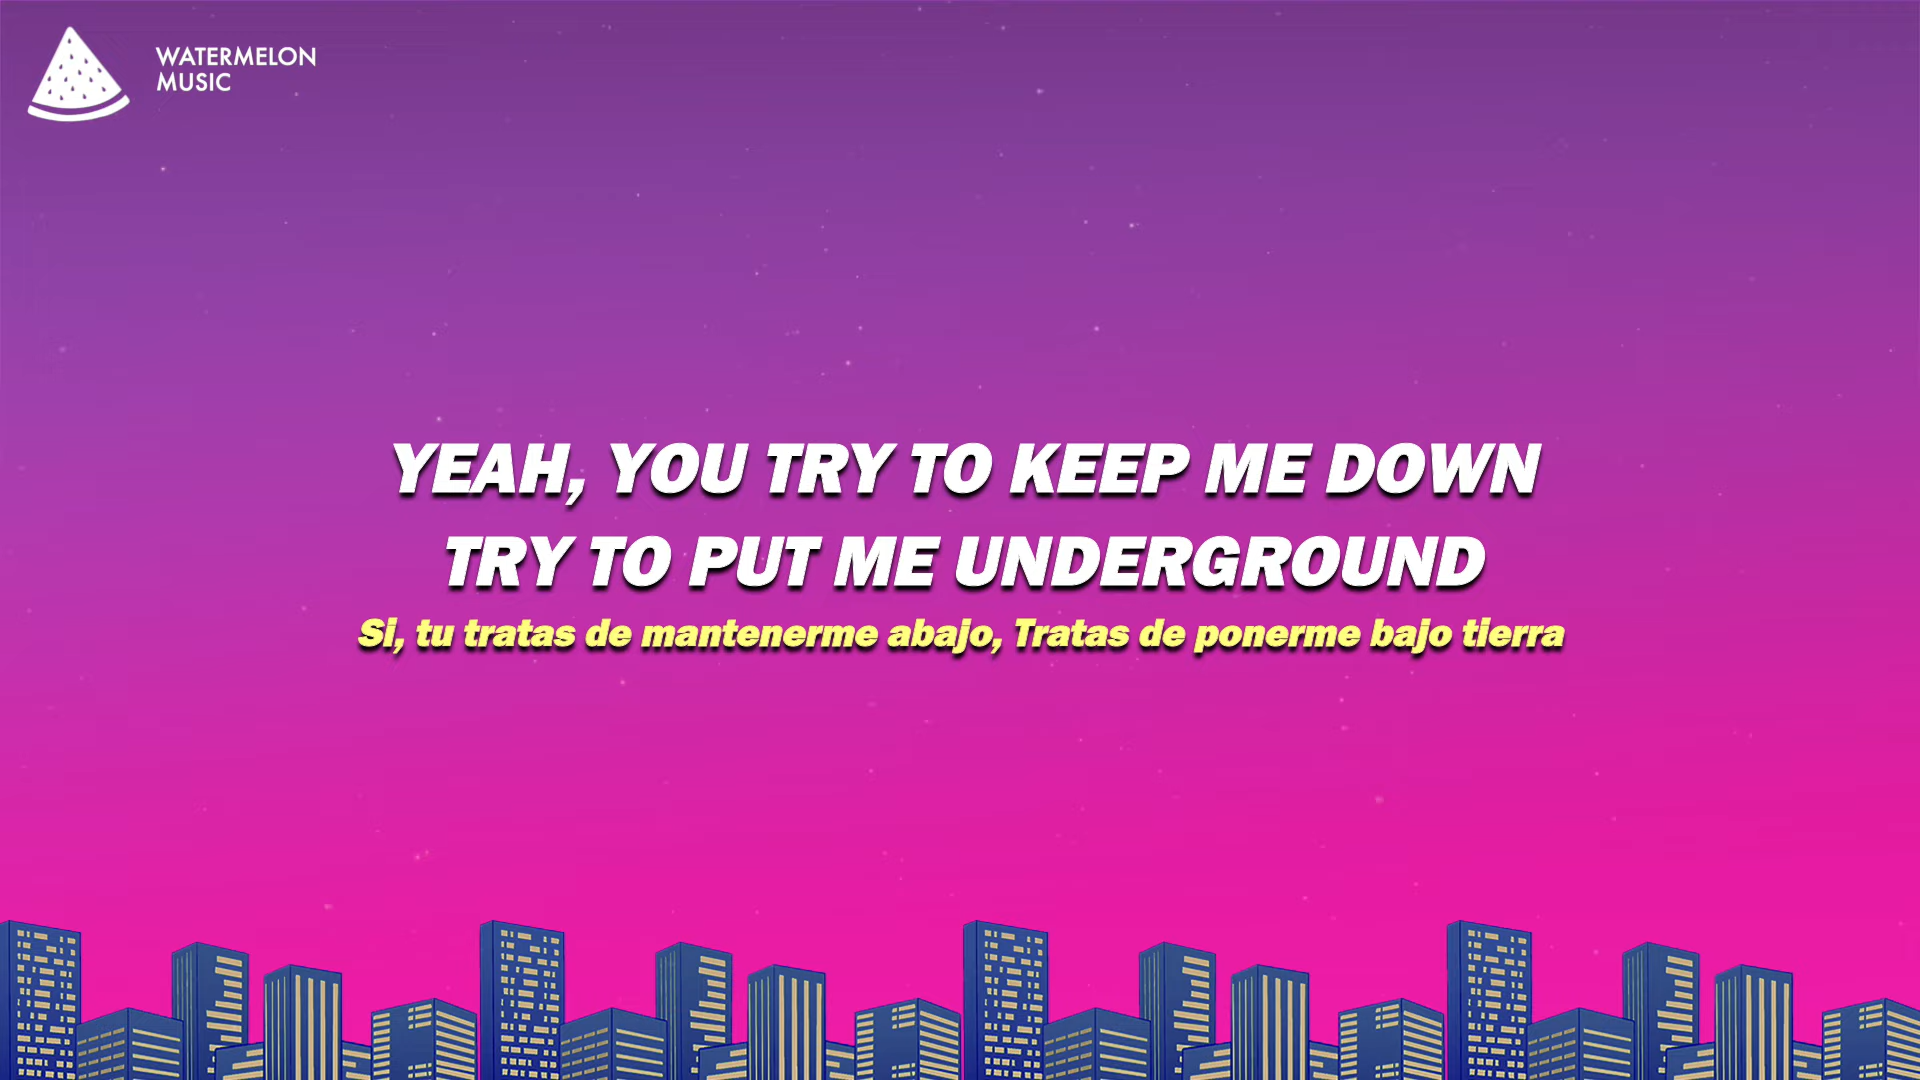 WATERMELON
MUSIC
YEAH, YOU TRY TO KEEP ME DOWN
TRY TO PUT ME UNDERGROUND
Si, tu tratas de mantenerme abajo, Tratas de ponerme bajo tierra